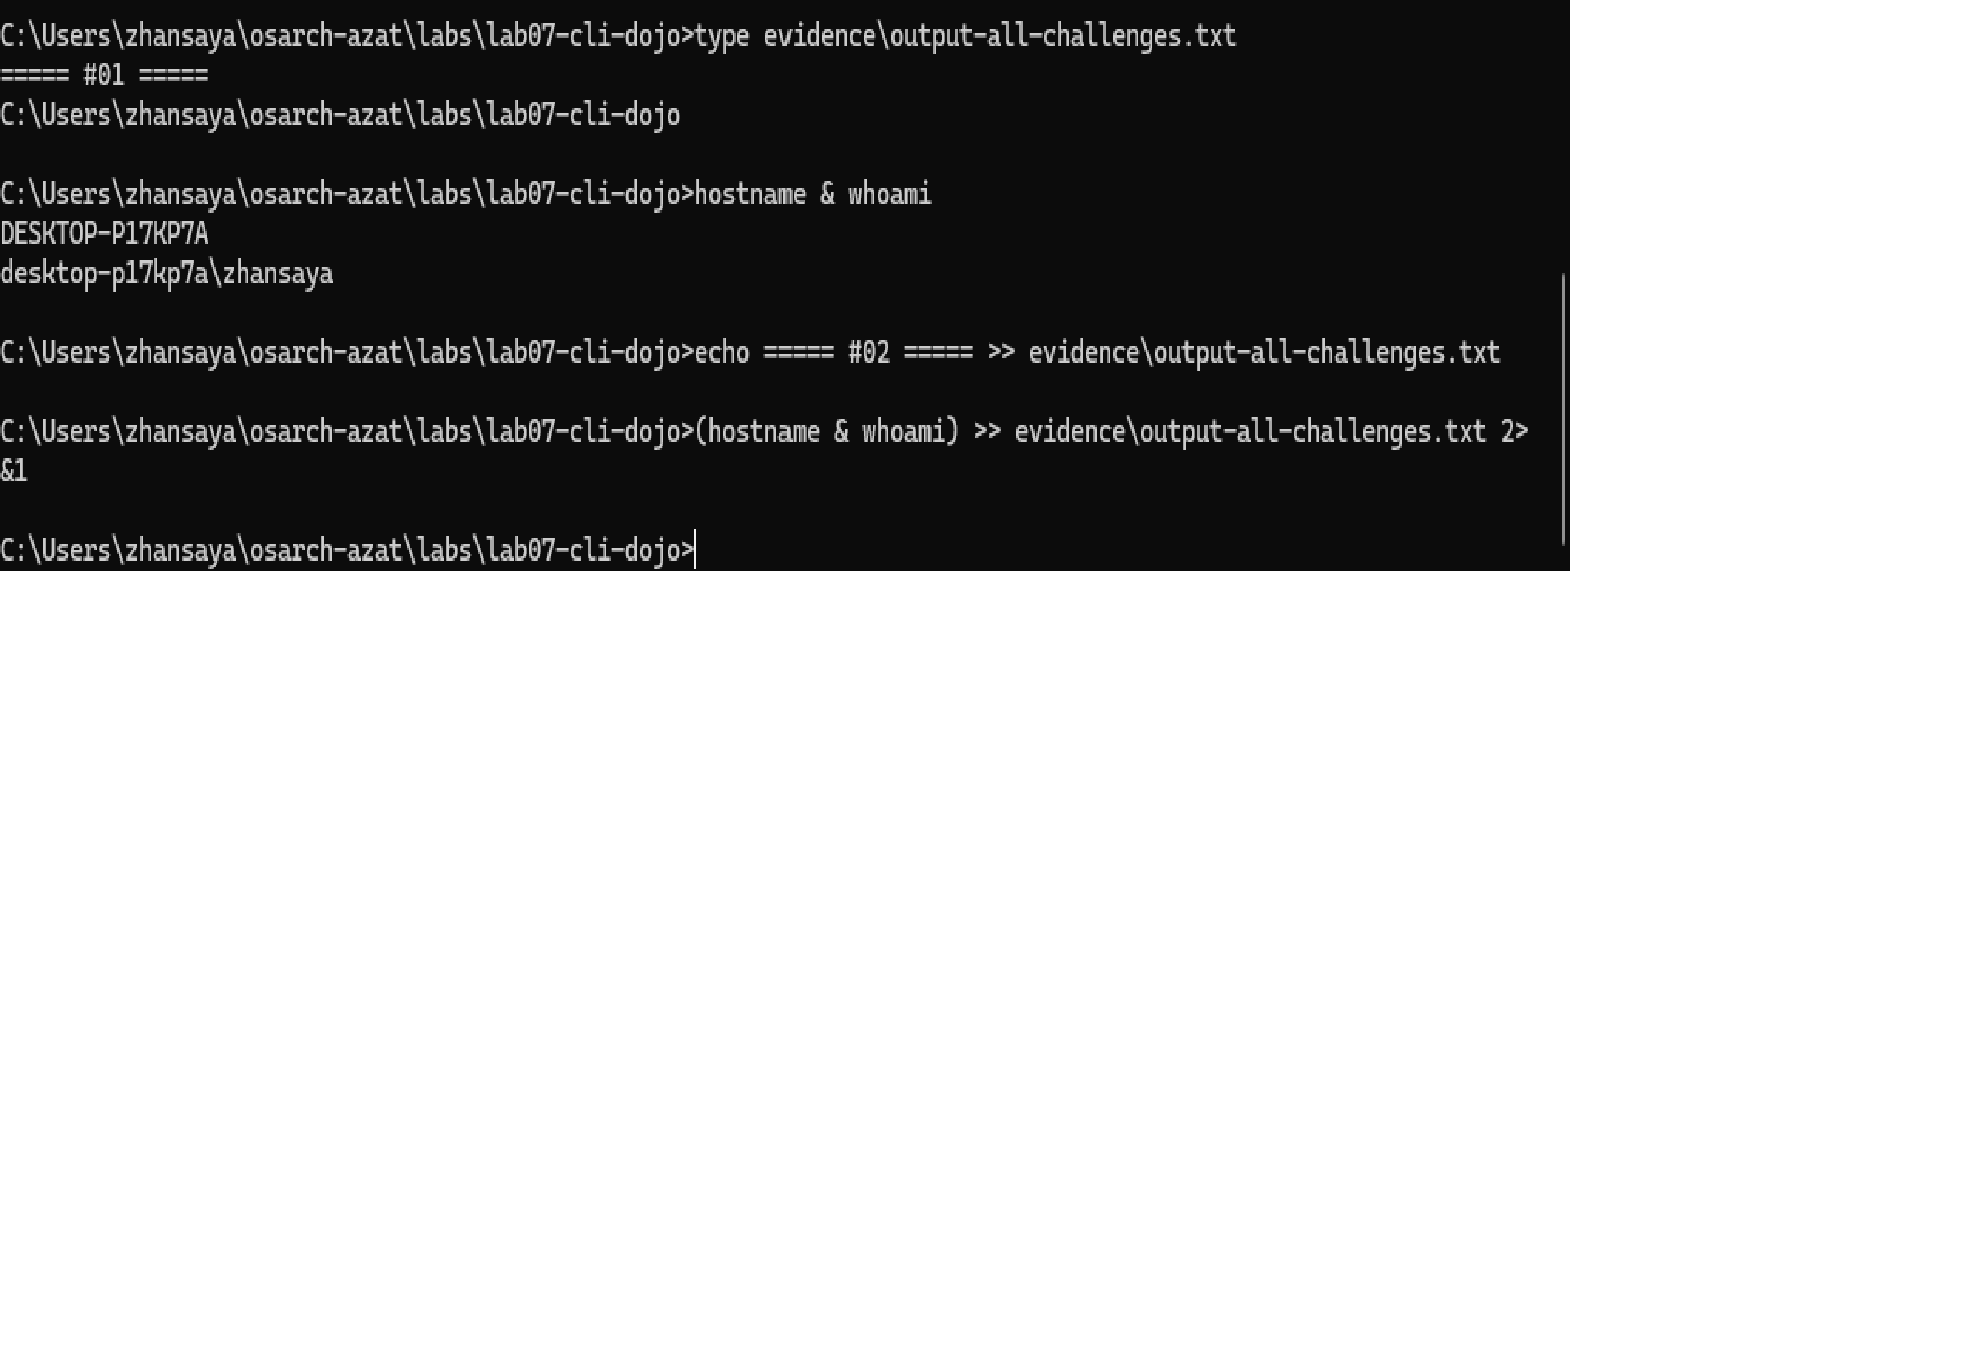 C:\Users\zhansaya\osarch-azat\labs\lab07-cli-dojo>type evidence\output-all-challenges.txt
===== #01 =====
C:\Users\zhansaya\osarch-azat\labs\lab07-cli-dojo
C:\Users\zhansaya\osarch-azat\labs\lab07-cli-dojo>hostname & whoami
DESKTOP-P17KP7A
desktop-p17kp7a\zhansaya
C:\Users\zhansaya\osarch-azat\labs\lab07-cli-dojo>echo ===== #02 ===== >> evidence\output-all-challenges.txt
C:\Users\zhansaya\osarch-azat\labs\lab07-cli-dojo>(hostname & whoami) >> evidence\output-all-challenges.txt 2>
&1
C:\Users\zhansaya\osarch-azat\labs\lab07-cli-dojo>